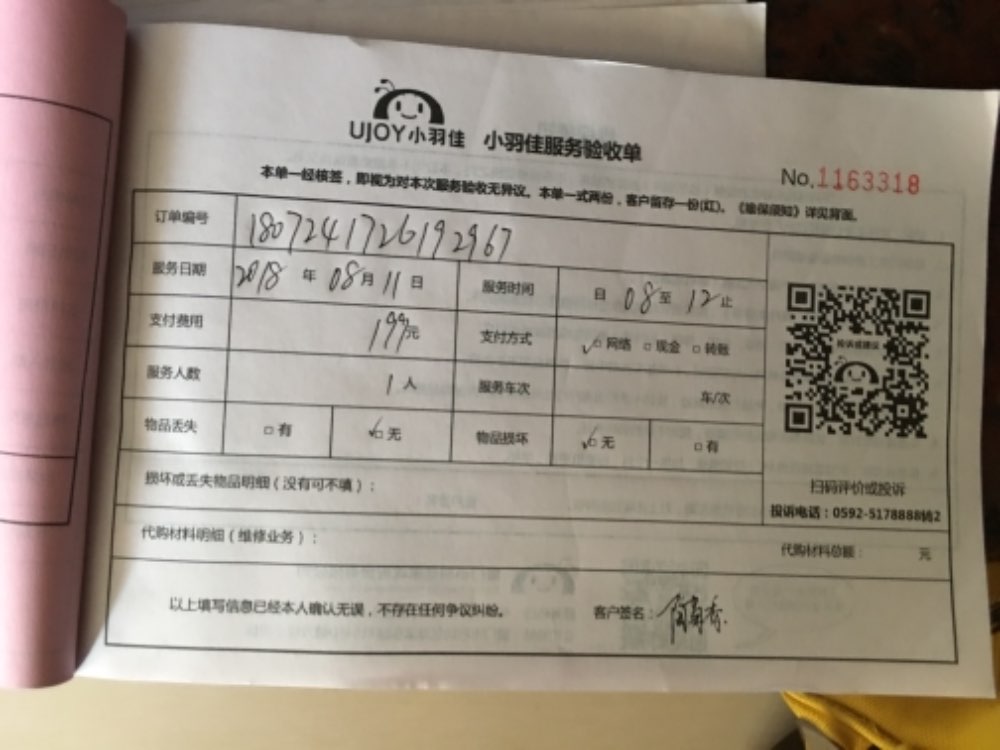 UJOY小羽佳 小羽佳服务验收单
No.1163318
本单一经核签，即视为对本次服务验收无异议。本单一式两份，客户留存一份(红)。《验保须知》详见背面。
订单编号 1807241726192967
服务日期 2018 年 08 月 11 日 服务时间 自 08 至 12 止
支付费用 199元 支付方式 ✓□ 网络 □ 现金 □ 转账
服务人数 1 人 服务车次 车/次
物品丢失 □ 有 ✓□ 无 物品损坏 ✓□ 无 □ 有
投诉或建议
扫码评价或投诉
投诉电话：0592-5178888转2
损坏或丢失物品明细（没有可不填）：
代购材料明细（维修业务）： 代购材料总额： 元
以上填写信息已经本人确认无误，不存在任何争议纠纷。 客户签名：